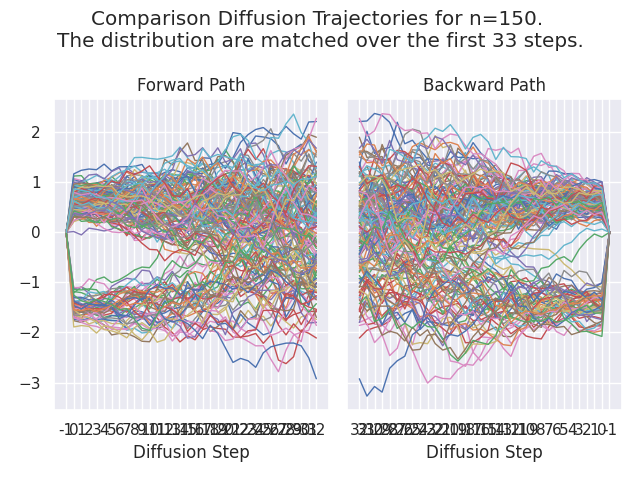 Comparison Diffusion Trajectories for n=150.
The distribution are matched over the first 33 steps.
Forward Path
Backward Path
2
1
0
−1
−2
−3
Diffusion Step
Diffusion Step